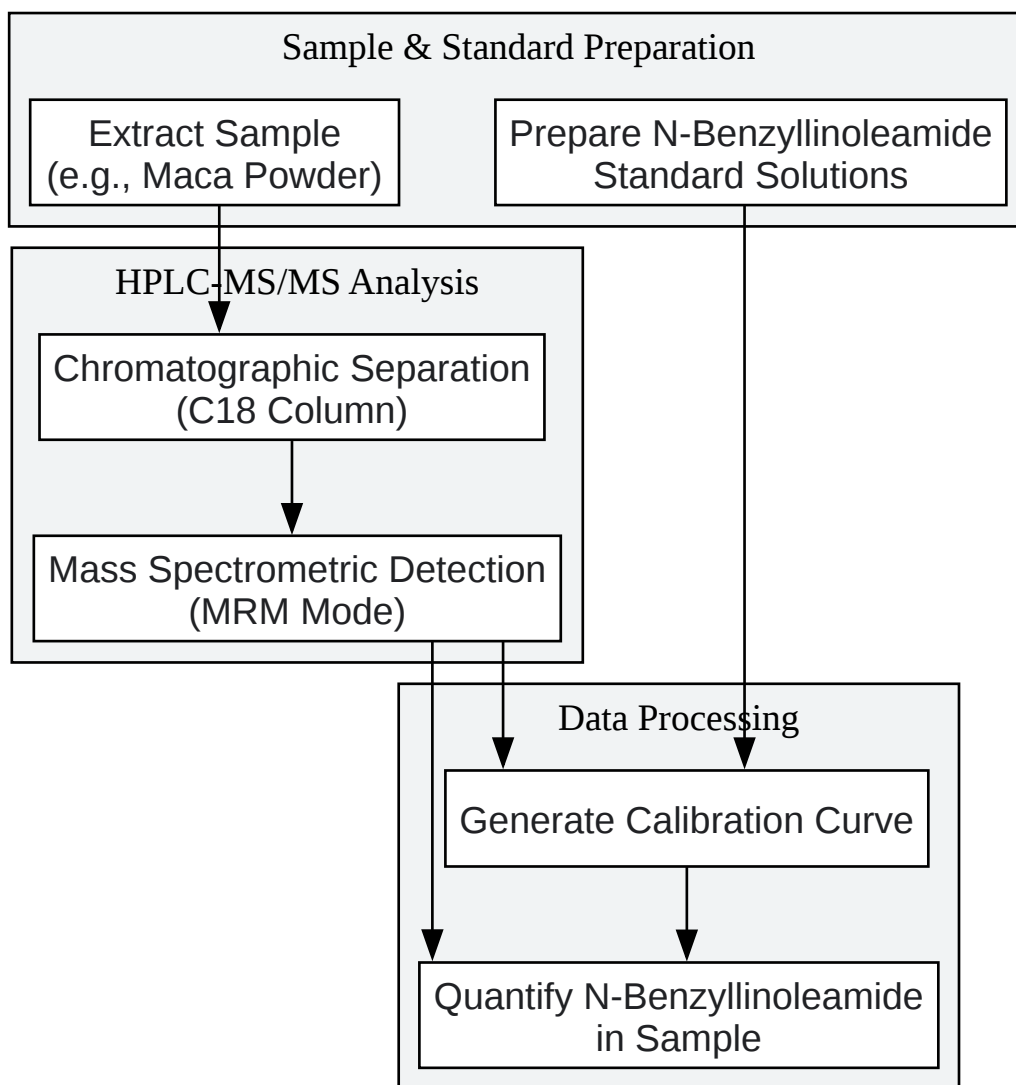 Sample & Standard Preparation
Extract Sample
(e.g., Maca Powder)
Prepare N-Benzyllinoleamide
Standard Solutions
HPLC-MS/MS Analysis
Chromatographic Separation
(C18 Column)
Mass Spectrometric Detection
(MRM Mode)
Data Processing
Generate Calibration Curve
Quantify N-Benzyllinoleamide
in Sample